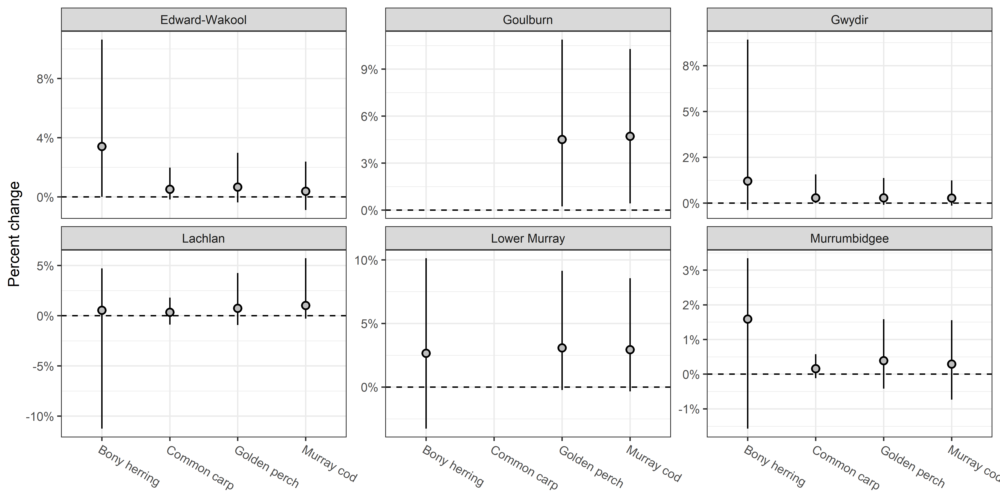 Percent change
Edward-Wakool
8%
4%
0%
Goulburn
9%
6%
3%
0%
Gwydir
8%
5%
2%
0%
Lachlan
5%
0%
-5%
-10%
Lower Murray
10%
5%
0%
Murrumbidgee
3%
2%
1%
0%
-1%
Bony herring
Common carp
Golden perch
Murray cod
Bony herring
Common carp
Golden perch
Murray cod
Bony herring
Common carp
Golden perch
Murray cod